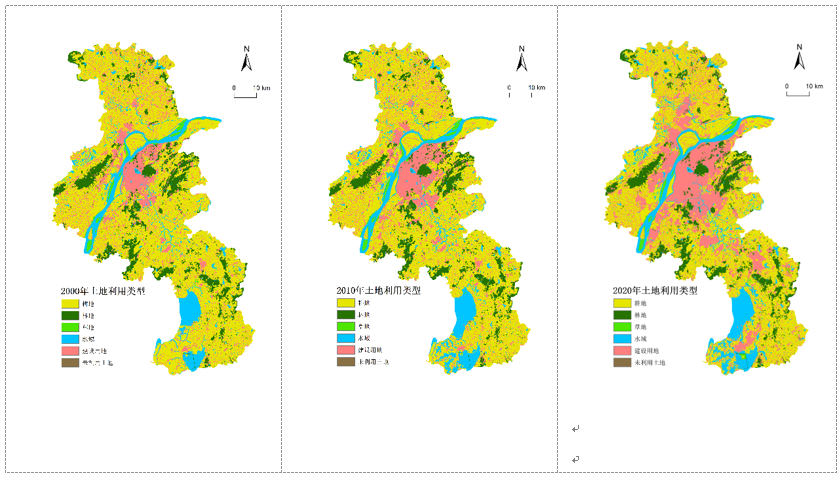 N
0 10 km
2000年土地利用类型
耕地
林地
草地
水域
建设用地
未利用土地
N
0 10 km
2010年土地利用类型
耕地
林地
草地
水域
建设用地
未利用土地
N
0 10 km
2020年土地利用类型
耕地
林地
草地
水域
建设用地
未利用土地